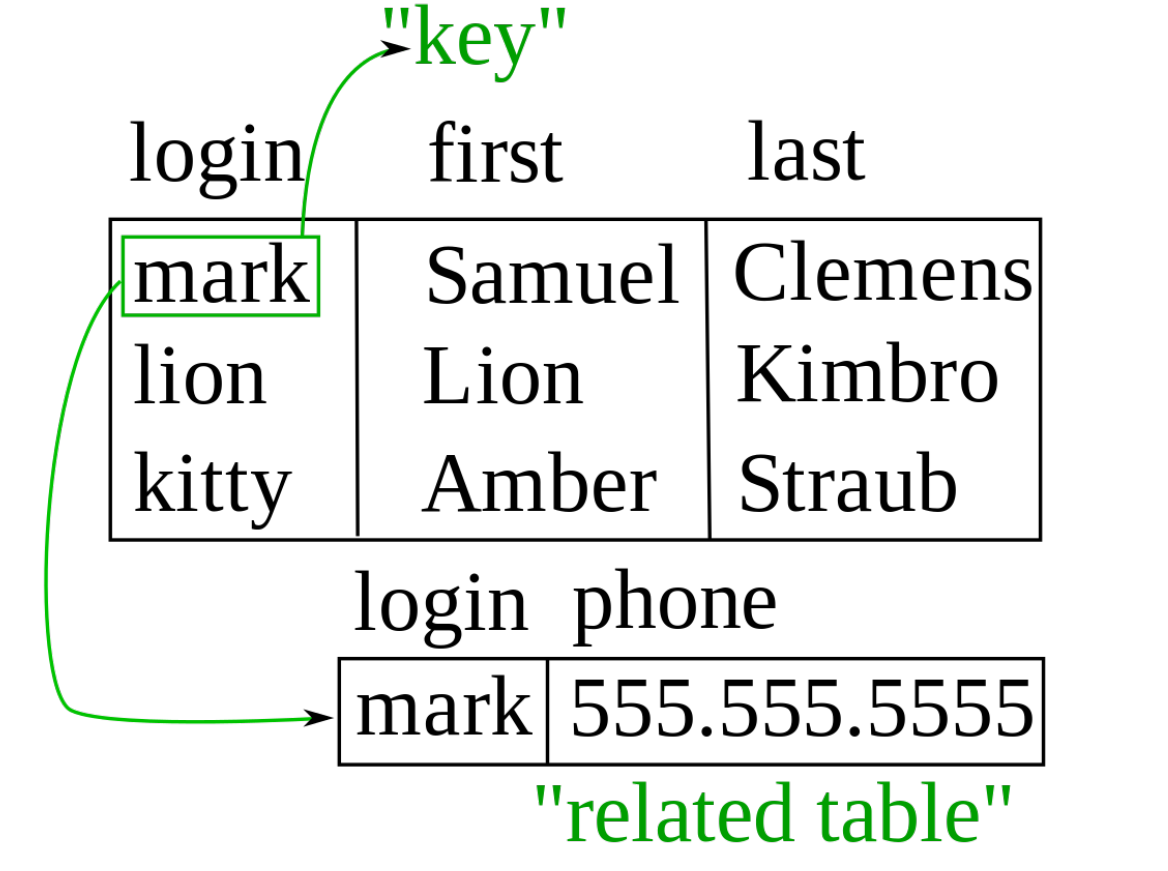 "key"
login first last
mark Samuel Clemens
lion Lion Kimbro
kitty Amber Straub
login phone
mark 555.555.5555
"related table"